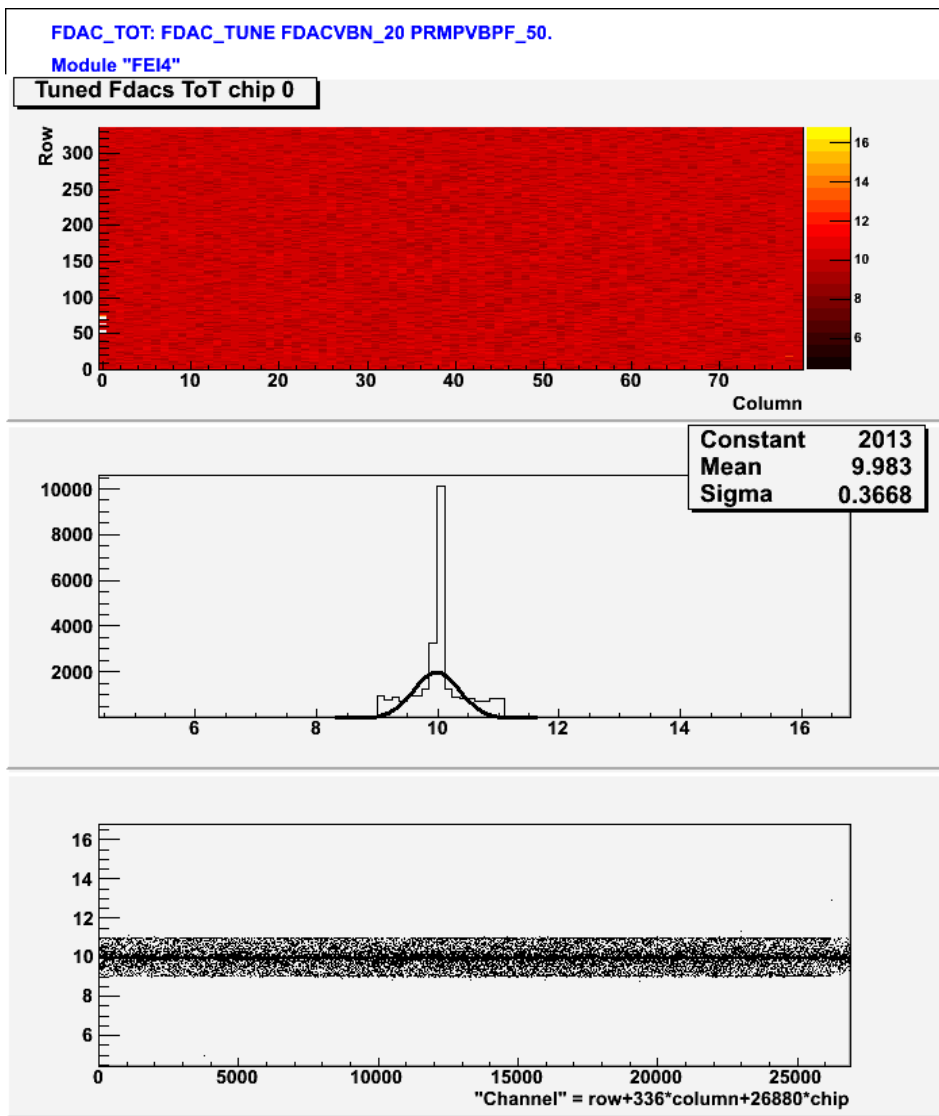 FDAC_TOT: FDAC_TUNE FDACVBN_20 PRMPVBPF_50.
Module "FEI4"
Tuned Fdacs ToT chip 0
Row
300
250
200
150
100
50
0
0 10 20 30 40 50 60 70
Column
16
14
12
10
8
6
Constant 2013
Mean 9.983
Sigma 0.3668
10000
8000
6000
4000
2000
6 8 10 12 14 16
16
14
12
10
8
6
0 5000 10000 15000 20000 25000
"Channel" = row+336*column+26880*chip